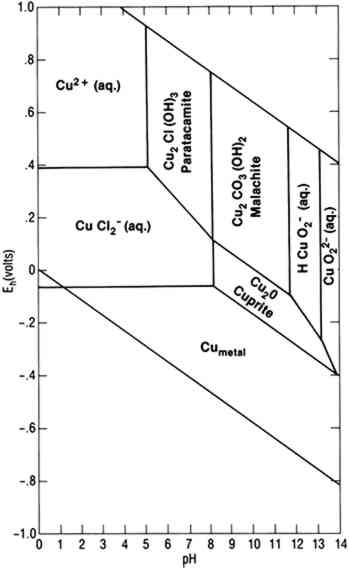 1.0
.8
.6
.4
.2
0
-.2
-.4
-.6
-.8
-1.0
Eh(volts)
Cu²⁺ (aq.)
Cu₂ Cl (OH)₃
Paratacamite
Cu₂ CO₃ (OH)₂
Malachite
H Cu O₂⁻ (aq.)
Cu O₂²⁻ (aq.)
Cu Cl₂⁻ (aq.)
Cu₂O
Cuprite
Cu metal
0 1 2 3 4 5 6 7 8 9 10 11 12 13 14
pH